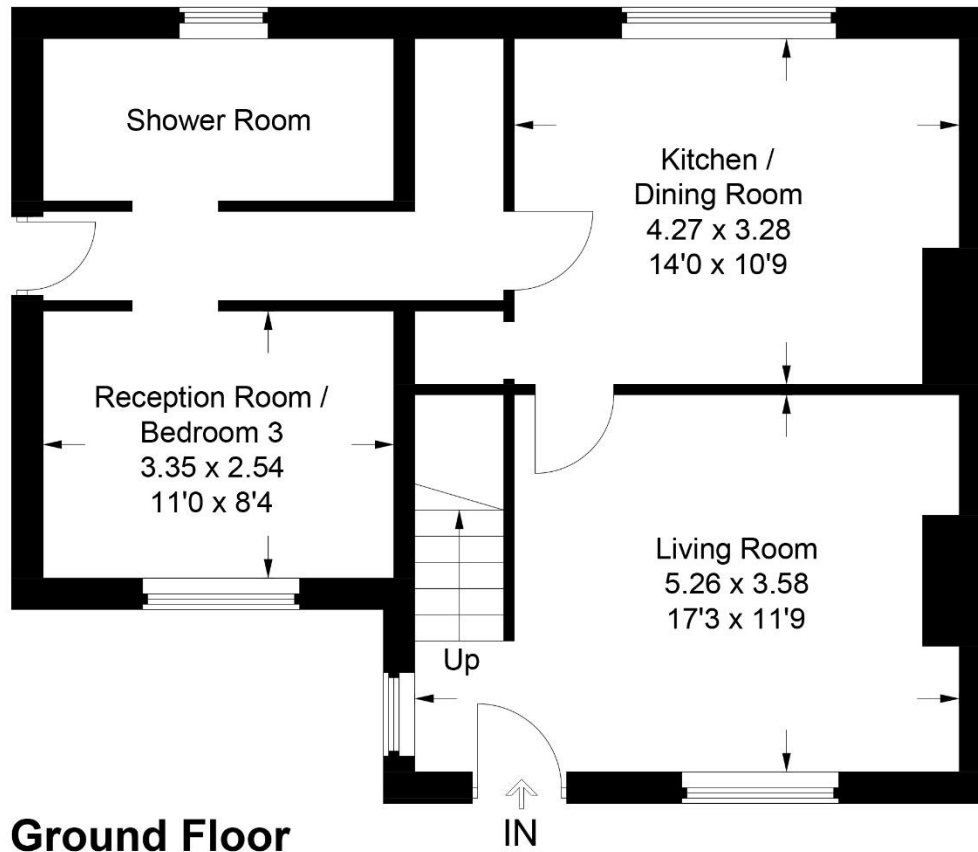 Shower Room
Kitchen /
Dining Room
4.27 x 3.28
14'0 x 10'9
Reception Room /
Bedroom 3
3.35 x 2.54
11'0 x 8'4
Living Room
5.26 x 3.58
17'3 x 11'9
Up
IN
Ground Floor